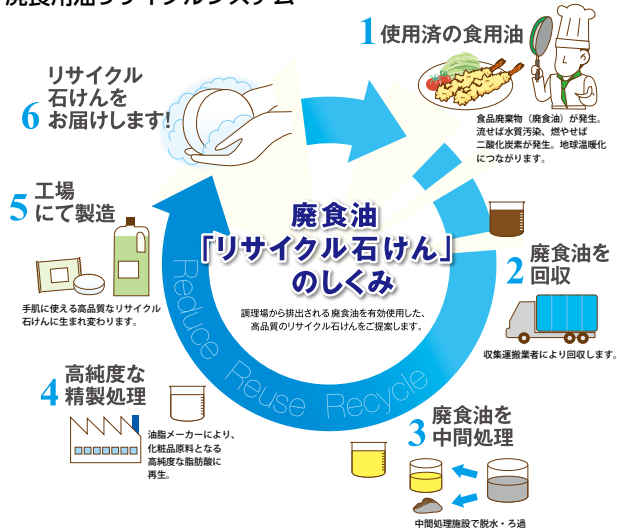 廃食用油リサイクルシステム
1 使用済の食用油
食品廃棄物（廃食油）が発生。
流せば水質汚染、燃やせば
二酸化炭素が発生。地球温暖化
につながります。
2 廃食油を
回収
収集運搬業者により回収します。
3 廃食油を
中間処理
中間処理施設で脱水・ろ過
4 高純度な
精製処理
油脂メーカーにより、
化粧品原料となる
高純度な脂肪酸に
再生。
5 工場
にて製造
手肌に使える高品質なリサイクル
石けんに生まれ変わります。
6 リサイクル
石けんを
お届けします!
廃食油
「リサイクル石けん」
のしくみ
調理場から排出される廃食油を有効使用した、
高品質のリサイクル石けんをご提案します。
Reduce Reuse Recycle